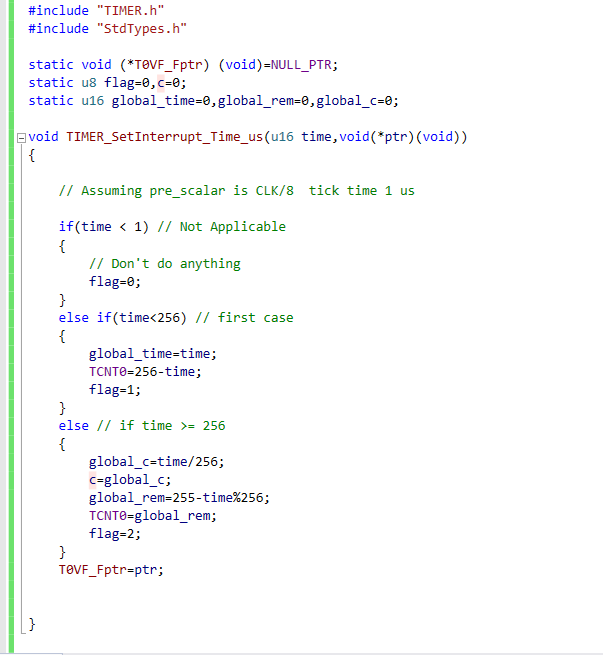 #include "TIMER.h"
#include "StdTypes.h"
static void (*T0VF_Fptr) (void)=NULL_PTR;
static u8 flag=0,c=0;
static u16 global_time=0,global_rem=0,global_c=0;
void TIMER_SetInterrupt_Time_us(u16 time,void(*ptr)(void))
{
// Assuming pre_scalar is CLK/8  tick time 1 us
if(time < 1) // Not Applicable
{
// Don't do anything
flag=0;
}
else if(time<256) // first case
{
global_time=time;
TCNT0=256-time;
flag=1;
}
else // if time >= 256
{
global_c=time/256;
c=global_c;
global_rem=255-time%256;
TCNT0=global_rem;
flag=2;
}
T0VF_Fptr=ptr;
}